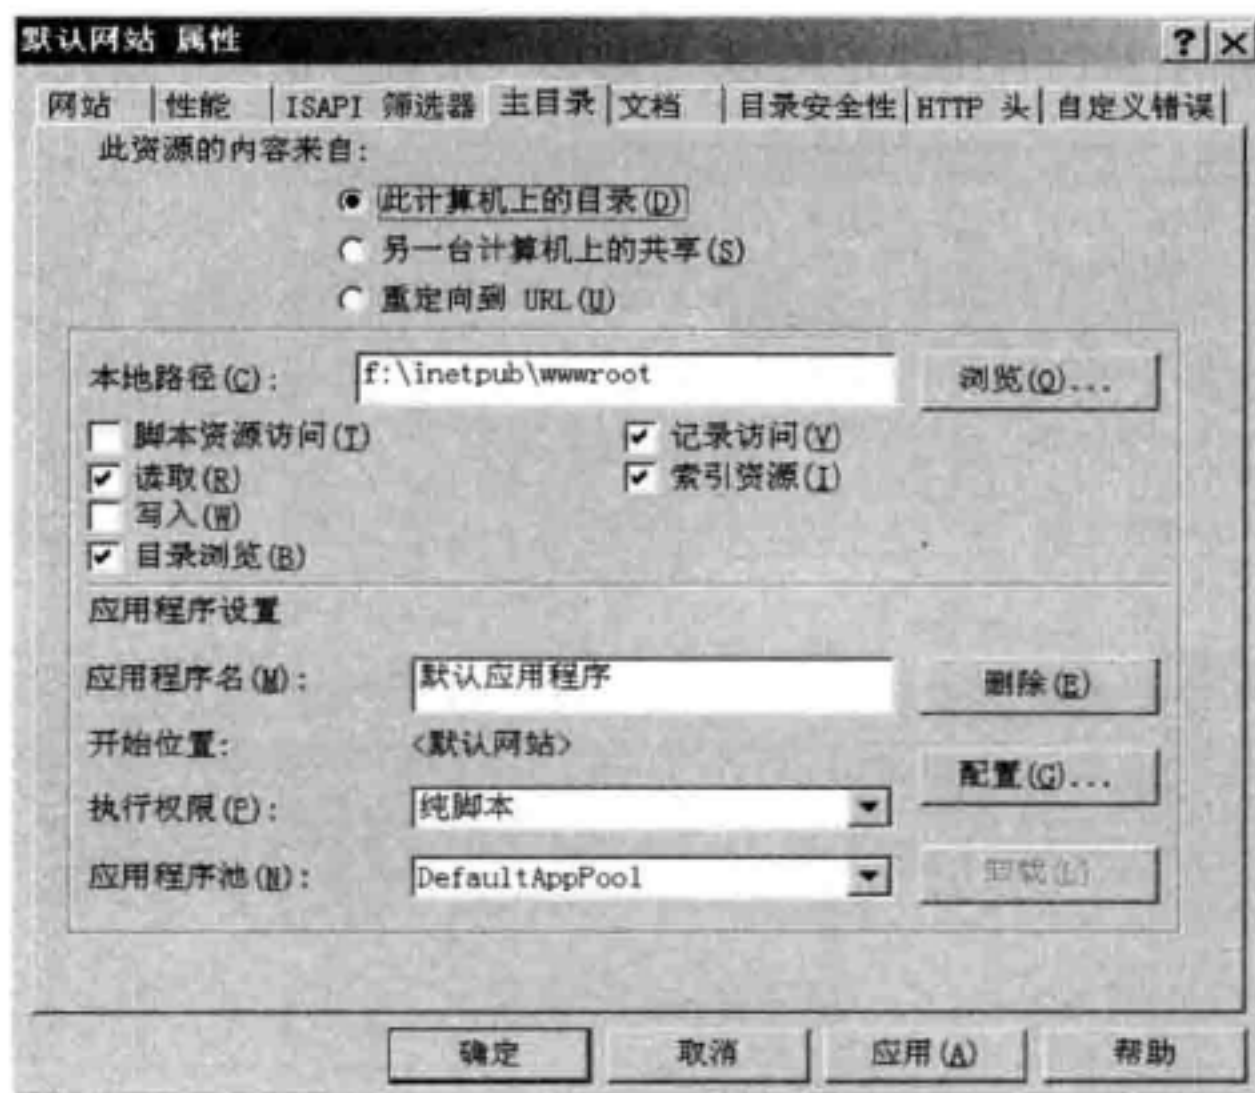 默认网站 属性
网站 性能 ISAPI 筛选器 主目录 文档 目录安全性 HTTP 头 自定义错误
此资源的内容来自:
此计算机上的目录(D)
另一台计算机上的共享(S)
重定向到 URL(U)
本地路径(C): f:\inetpub\wwwroot 浏览(O)...
脚本资源访问(T) 记录访问(V)
读取(R) 索引资源(I)
写入(W)
目录浏览(B)
应用程序设置
应用程序名(M): 默认应用程序 删除(E)
开始位置: <默认网站>
配置(G)...
执行权限(P): 纯脚本
应用程序池(N): DefaultAppPool 卸载(L)
确定 取消 应用(A) 帮助